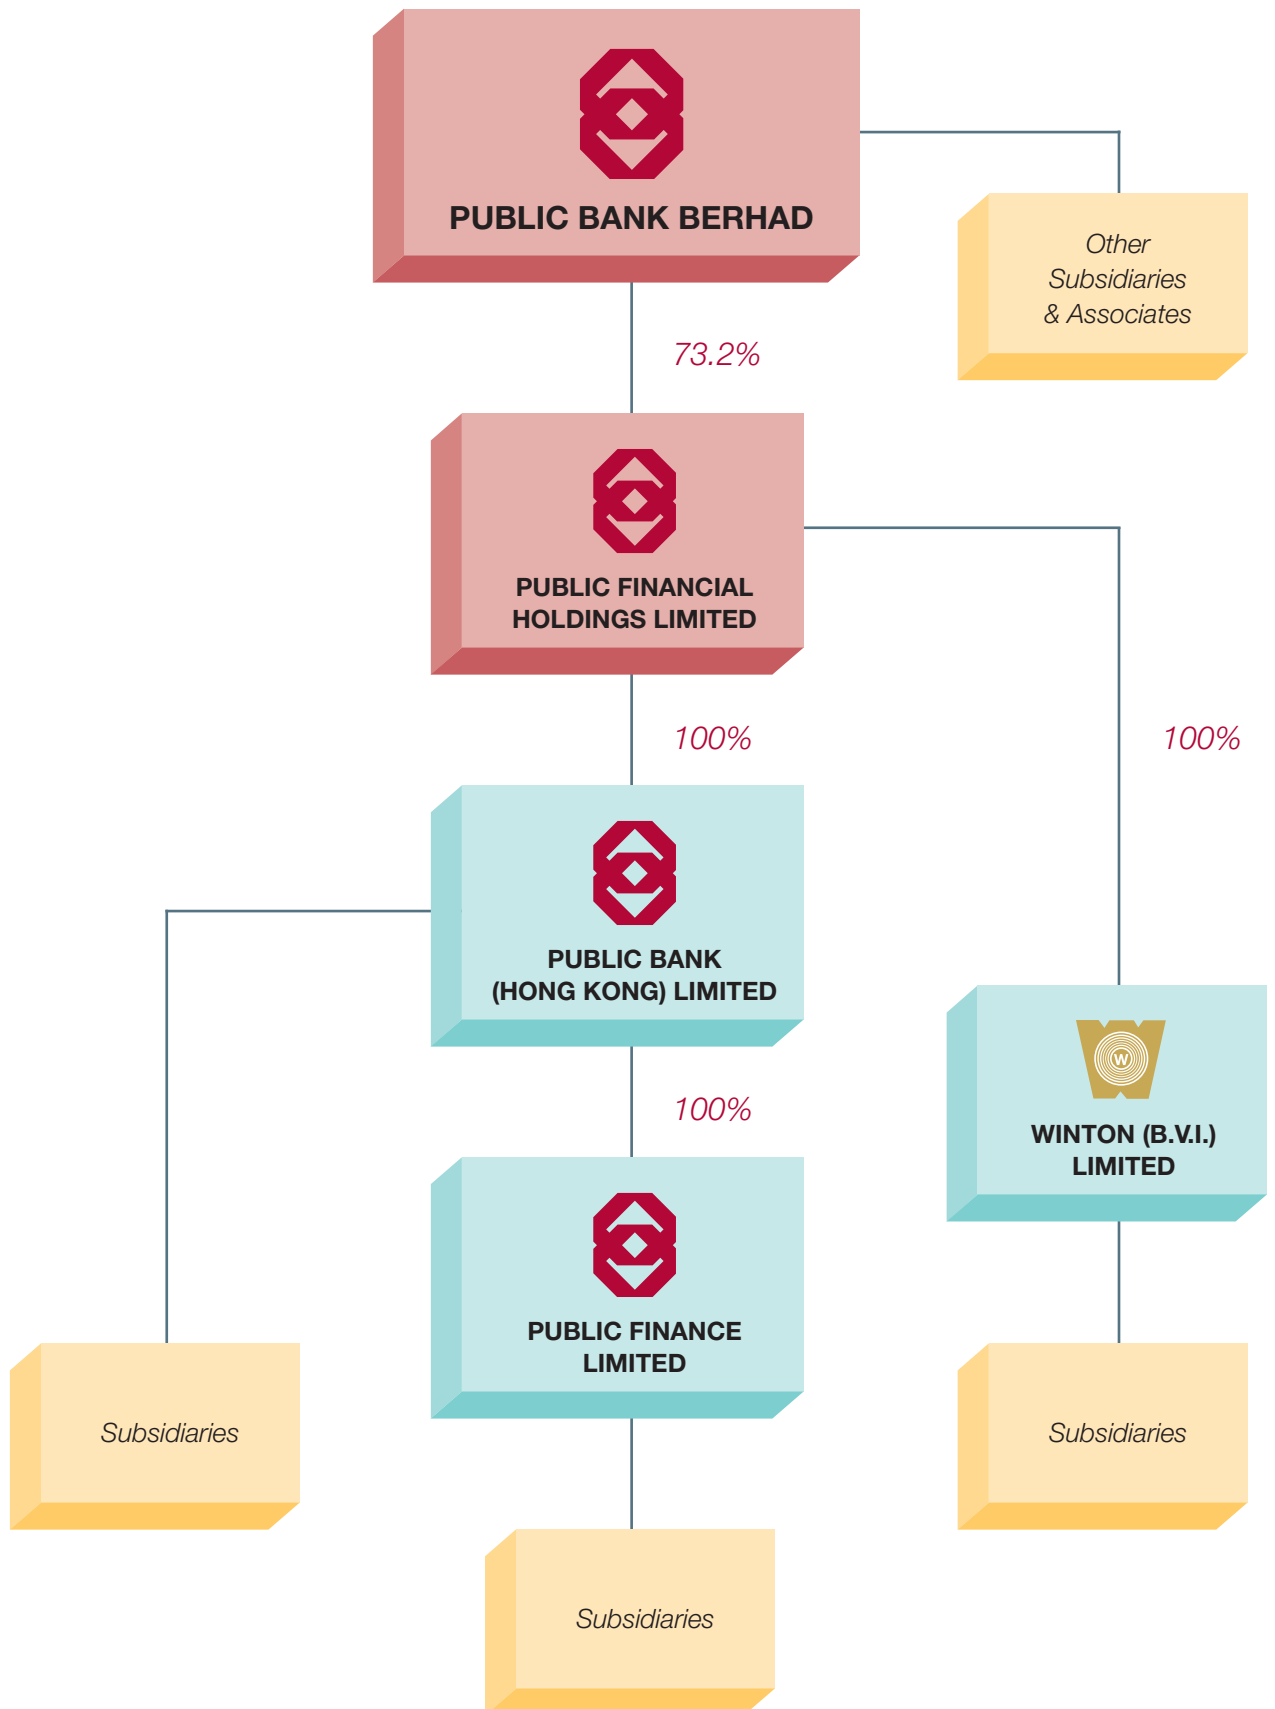 PUBLIC BANK BERHAD
Other
Subsidiaries
& Associates
73.2%
PUBLIC FINANCIAL
HOLDINGS LIMITED
100%
100%
PUBLIC BANK
(HONG KONG) LIMITED
W
WINTON (B.V.I.)
LIMITED
100%
PUBLIC FINANCE
LIMITED
Subsidiaries
Subsidiaries
Subsidiaries